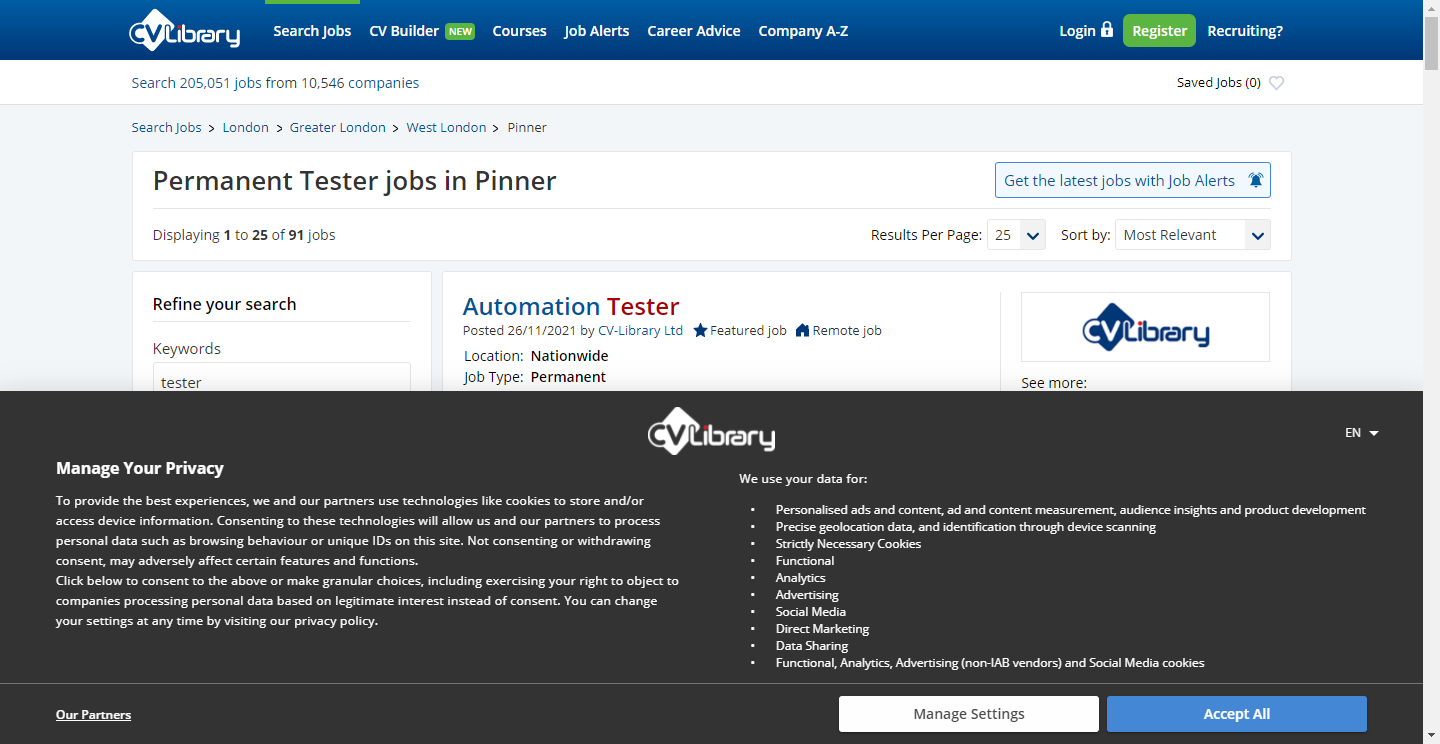 CVLibrary
Search Jobs CV Builder NEW Courses Job Alerts Career Advice Company A-Z
Login Register Recruiting?
Search 205,051 jobs from 10,546 companies
Saved Jobs (0)
Search Jobs > London > Greater London > West London > Pinner
Permanent Tester jobs in Pinner
Get the latest jobs with Job Alerts
Displaying 1 to 25 of 91 jobs
Results Per Page: 25 Sort by: Most Relevant
Refine your search
Keywords
tester
Automation Tester
Posted 26/11/2021 by CV-Library Ltd Featured job Remote job
Location: Nationwide
Job Type: Permanent
CVLibrary
See more:
CVLibrary
EN
Manage Your Privacy
To provide the best experiences, we and our partners use technologies like cookies to store and/or
access device information. Consenting to these technologies will allow us and our partners to process
personal data such as browsing behaviour or unique IDs on this site. Not consenting or withdrawing
consent, may adversely affect certain features and functions.
Click below to consent to the above or make granular choices, including exercising your right to object to
companies processing personal data based on legitimate interest instead of consent. You can change
your settings at any time by visiting our privacy policy.
We use your data for:
• Personalised ads and content, ad and content measurement, audience insights and product development
• Precise geolocation data, and identification through device scanning
• Strictly Necessary Cookies
• Functional
• Analytics
• Advertising
• Social Media
• Direct Marketing
• Data Sharing
• Functional, Analytics, Advertising (non-IAB vendors) and Social Media cookies
Our Partners
Manage Settings
Accept All